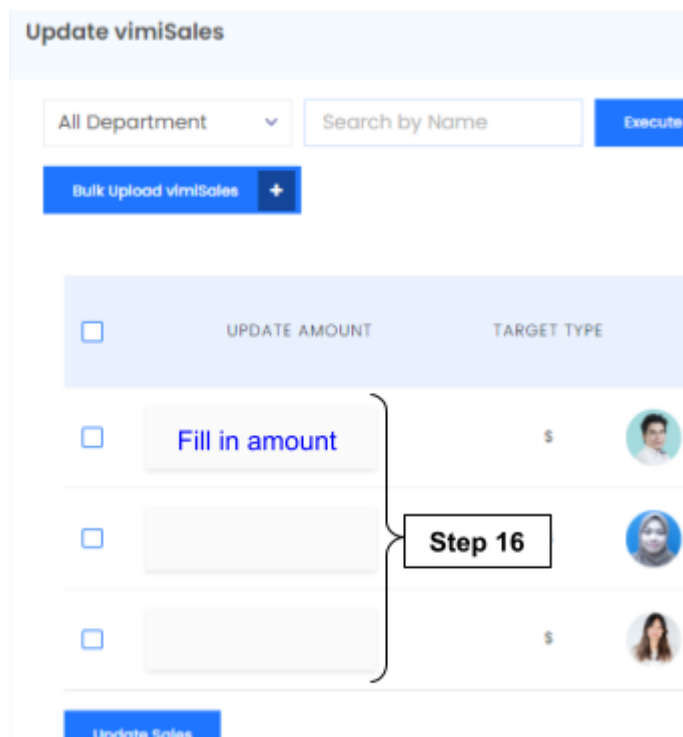 Update vimiSales
All Department Search by Name Execute
Bulk Upload vimiSales +
UPDATE AMOUNT TARGET TYPE
Fill in amount $
Step 16
$
Update Sales